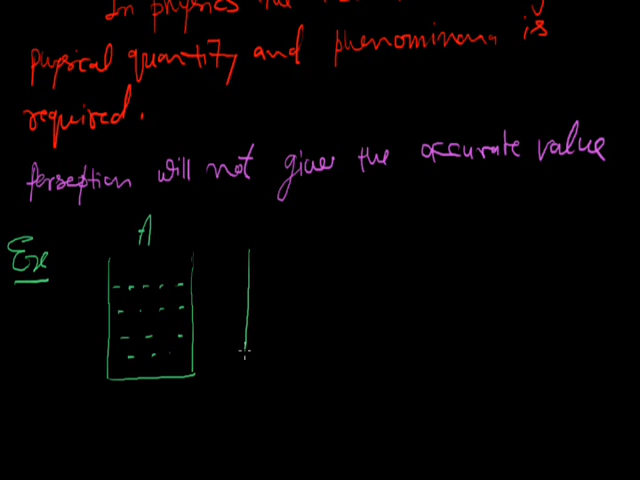 In physics the
physical quantity and phenominana is
required.
Perseption will not give the accurate value
Ex
A